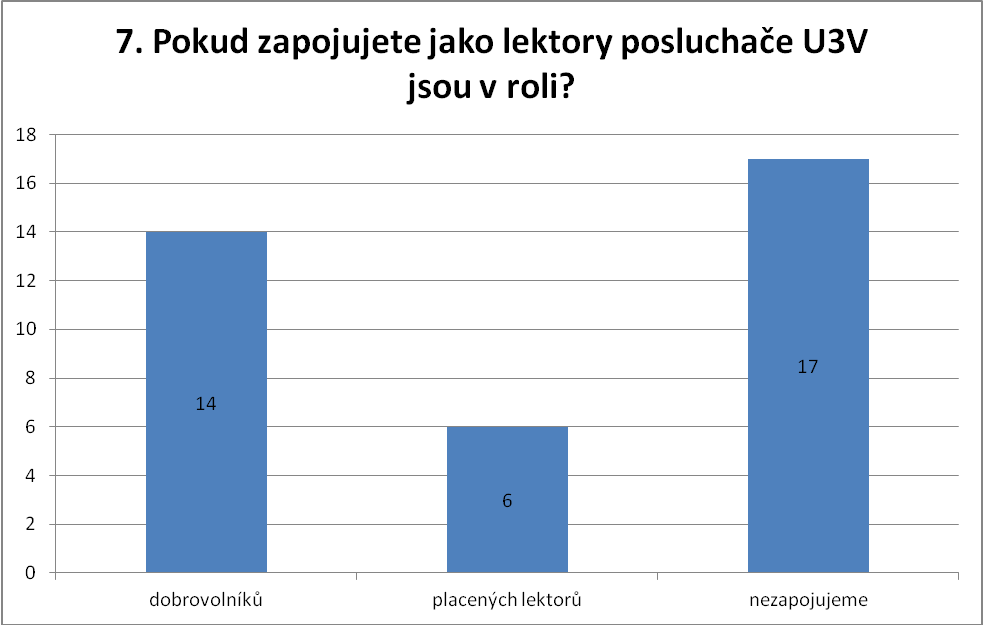 7. Pokud zapojujete jako lektory posluchače U3V
jsou v roli?
18
16
14
12
10
8
6
4
2
0
14
6
17
dobrovolníků
placených lektorů
nezapojujeme